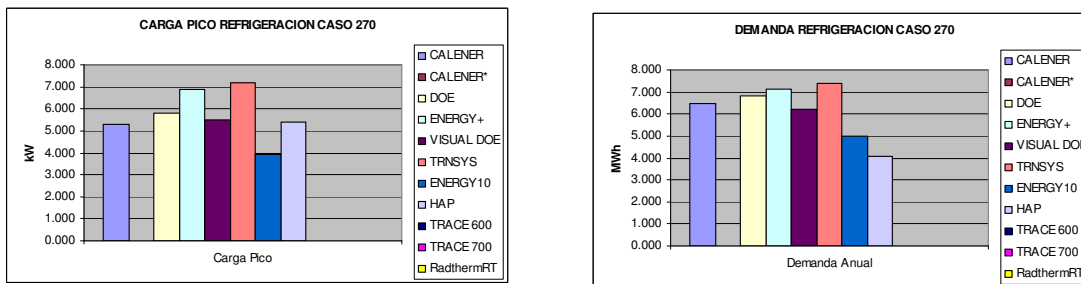 CARGA PICO REFRIGERACION CASO 270
8.000
7.000
6.000
5.000
4.000
3.000
2.000
1.000
0.000
kW
Carga Pico
CALENER
CALENER*
DOE
ENERGY+
VISUAL DOE
TRNSYS
ENERGY10
HAP
TRACE 600
TRACE 700
RadthermRT
DEMANDA REFRIGERACION CASO 270
8.000
7.000
6.000
5.000
4.000
3.000
2.000
1.000
0.000
MWh
Demanda Anual
CALENER
CALENER*
DOE
ENERGY+
VISUAL DOE
TRNSYS
ENERGY10
HAP
TRACE 600
TRACE 700
RadthermRT